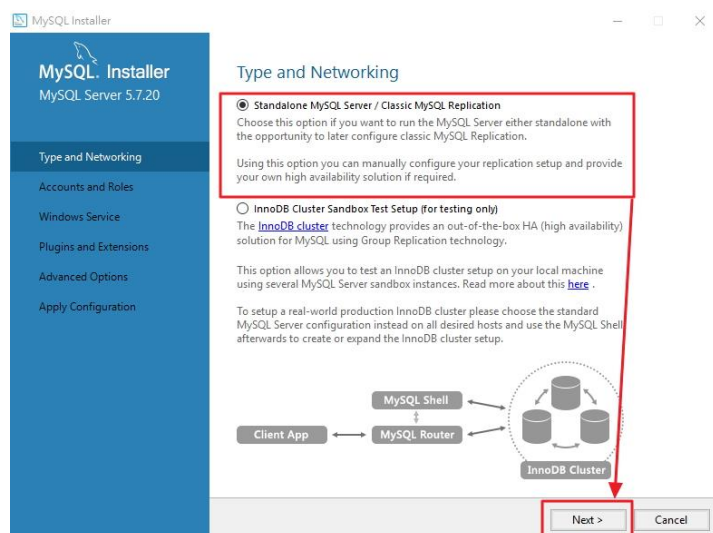 MySQL Installer
MySQL. Installer
MySQL Server 5.7.20
Type and Networking
Accounts and Roles
Windows Service
Plugins and Extensions
Advanced Options
Apply Configuration
Type and Networking
Standalone MySQL Server / Classic MySQL Replication
Choose this option if you want to run the MySQL Server either standalone with
the opportunity to later configure classic MySQL Replication.
Using this option you can manually configure your replication setup and provide
your own high availability solution if required.
InnoDB Cluster Sandbox Test Setup (for testing only)
The InnoDB cluster technology provides an out-of-the-box HA (high availability)
solution for MySQL using Group Replication technology.
This option allows you to test an InnoDB cluster setup on your local machine
using several MySQL Server sandbox instances. Read more about this here .
To setup a real-world production InnoDB cluster please choose the standard
MySQL Server configuration instead on all desired hosts and use the MySQL Shell
afterwards to create or expand the InnoDB cluster setup.
MySQL Shell
Client App
MySQL Router
InnoDB Cluster
Next >
Cancel